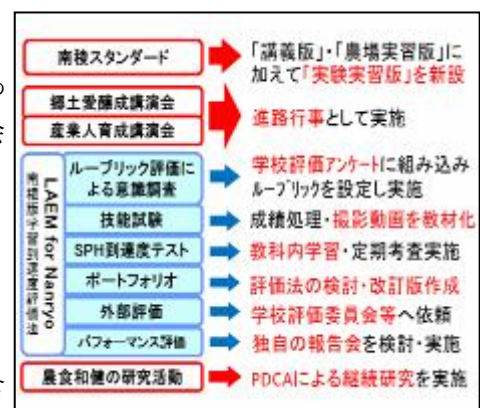 南稜スタンダード
「講義版」・「農場実習版」に
加えて「実験実習版」を新設
郷土愛醸成講演会
産業人育成講演会
進路行事として実施
LAEM for Nanryo
南稜版学習到達度評価法
ルーブリック評価に
よる意識調査
学校評価アンケートに組み込み
ルーブリックを設定し実施
技能試験
成績処理・撮影動画を教材化
SPH到達度テスト
教科内学習・定期考査実施
ポートフォリオ
評価法の検討・改訂版作成
外部評価
学校評価委員会等へ依頼
パフォーマンス評価
独自の報告会を検討・実施
農食和健の研究活動
PDCAによる継続研究を実施